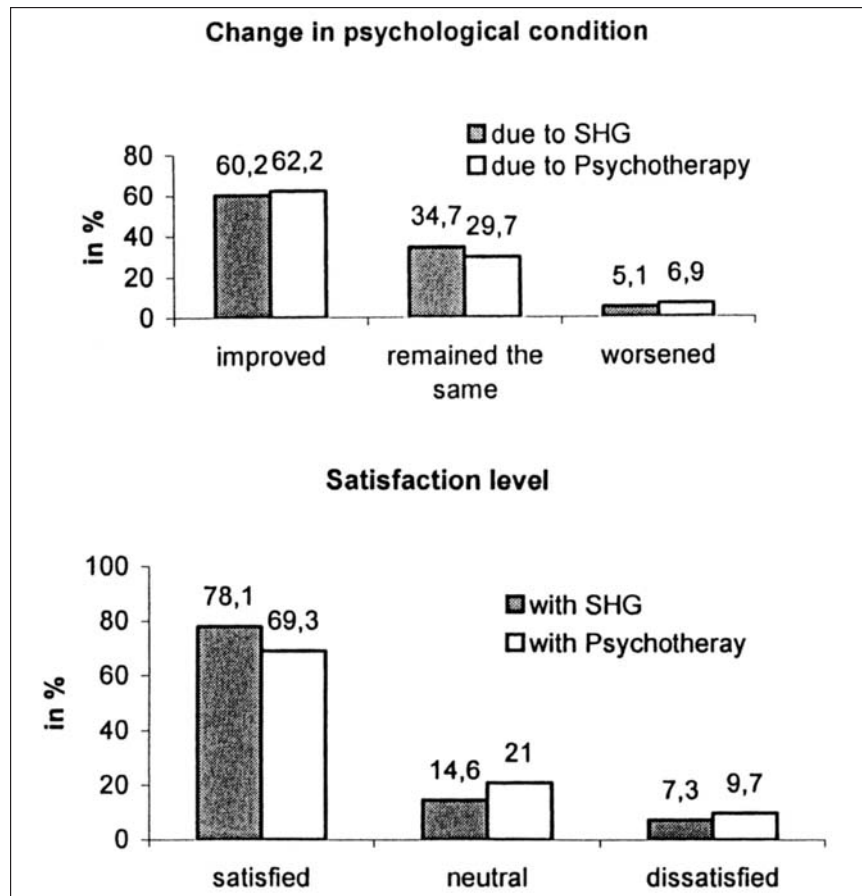 Change in psychological condition
due to SHG
due to Psychotherapy
in %
80
60
40
20
0
60,2 62,2
34,7 29,7
5,1 6,9
improved
remained the
same
worsened
Satisfaction level
with SHG
with Psychotheray
in %
100
80
60
40
20
0
78,1 69,3
14,6 21
7,3 9,7
satisfied
neutral
dissatisfied